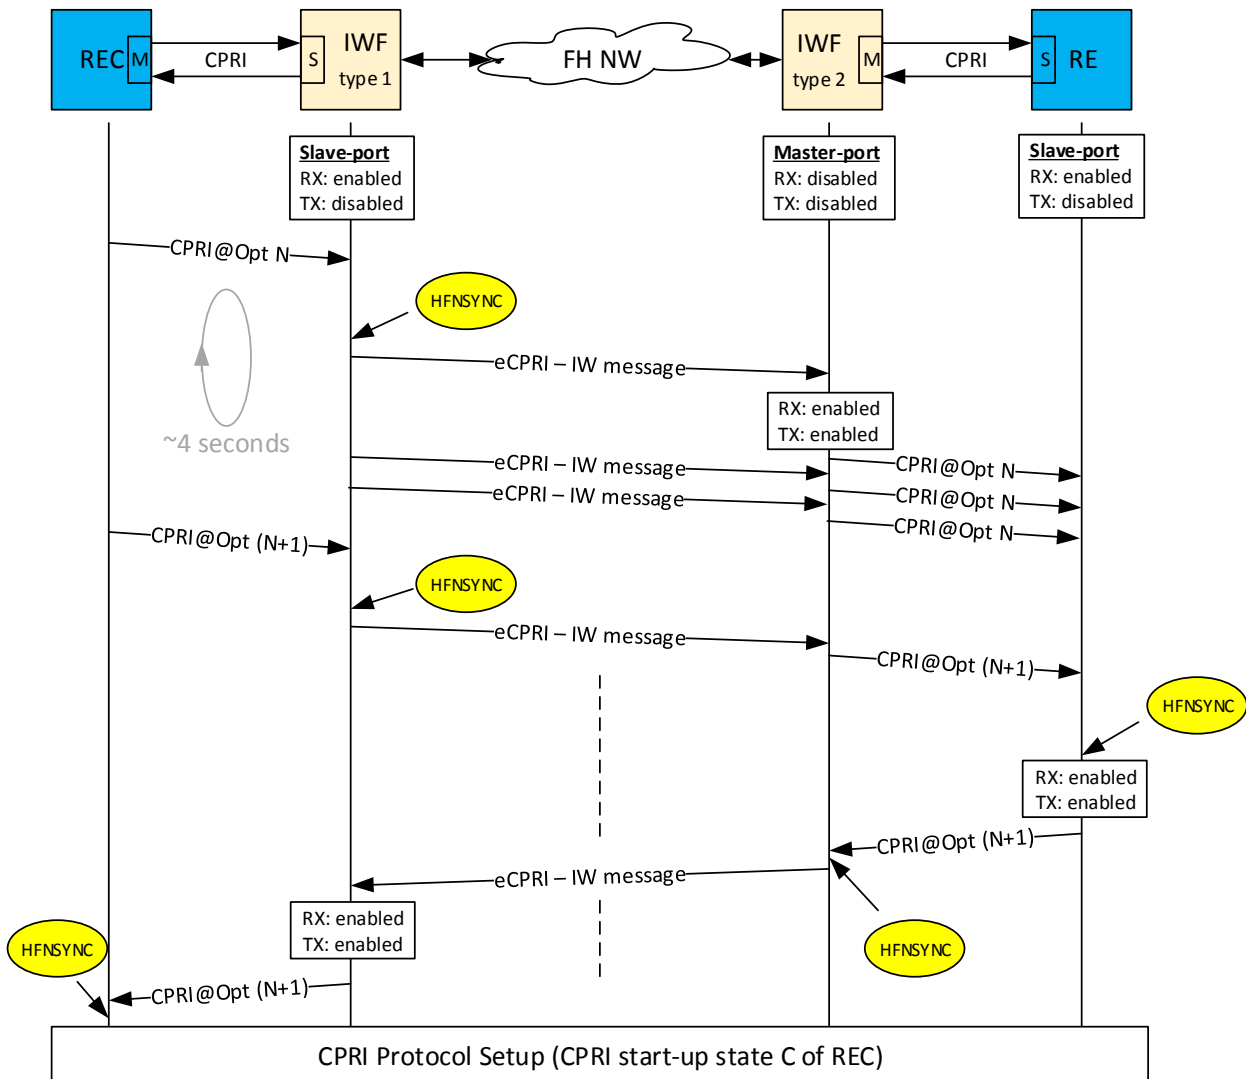 REC
M
CPRI
S
IWF
type 1
FH NW
IWF
type 2
M
CPRI
S
RE
Slave-port
RX: enabled
TX: disabled
Master-port
RX: disabled
TX: disabled
Slave-port
RX: enabled
TX: disabled
CPRI@Opt N
HFNSYNC
eCPRI – IW message
RX: enabled
TX: enabled
~4 seconds
eCPRI – IW message
CPRI@Opt N
eCPRI – IW message
CPRI@Opt N
CPRI@Opt N
CPRI@Opt (N+1)
HFNSYNC
eCPRI – IW message
CPRI@Opt (N+1)
HFNSYNC
RX: enabled
TX: enabled
CPRI@Opt (N+1)
eCPRI – IW message
RX: enabled
TX: enabled
HFNSYNC
HFNSYNC
CPRI@Opt (N+1)
CPRI Protocol Setup (CPRI start-up state C of REC)